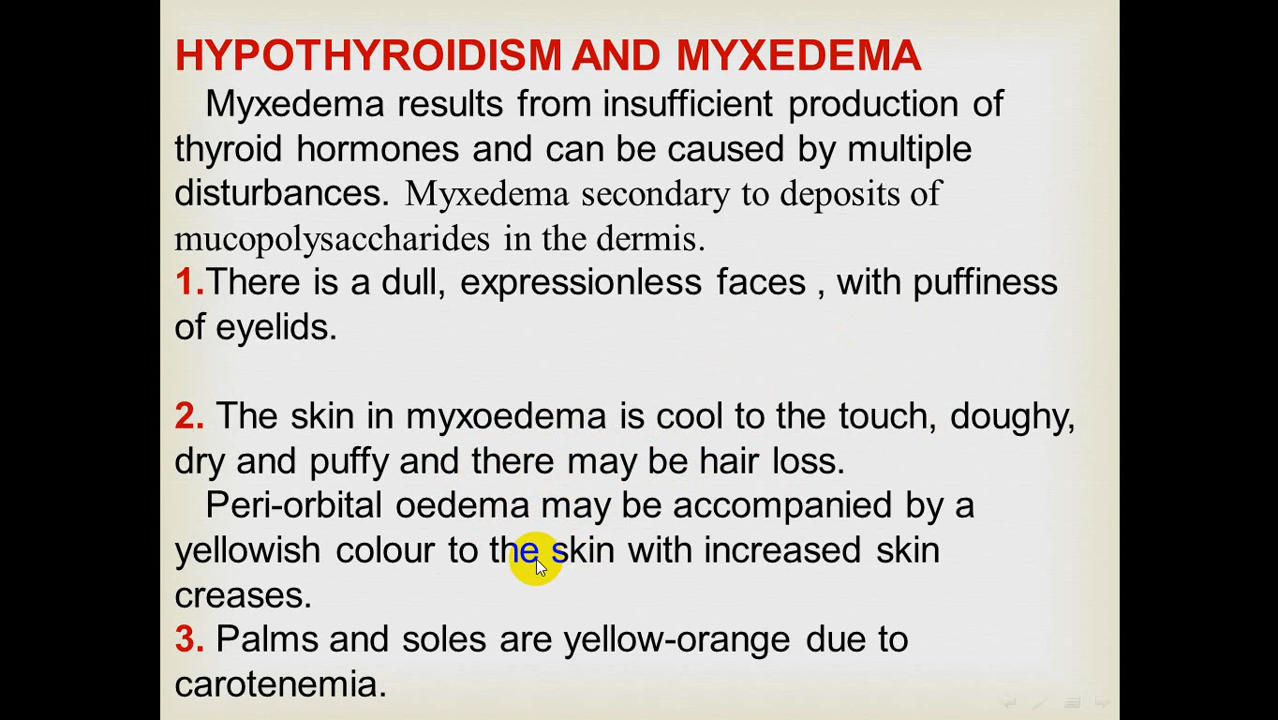 HYPOTHYROIDISM AND MYXEDEMA
Myxedema results from insufficient production of
thyroid hormones and can be caused by multiple
disturbances. Myxedema secondary to deposits of
mucopolysaccharides in the dermis.
1.There is a dull, expressionless faces , with puffiness
of eyelids.
2. The skin in myxoedema is cool to the touch, doughy,
dry and puffy and there may be hair loss.
Peri-orbital oedema may be accompanied by a
yellowish colour to the skin with increased skin
creases.
3. Palms and soles are yellow-orange due to
carotenemia.